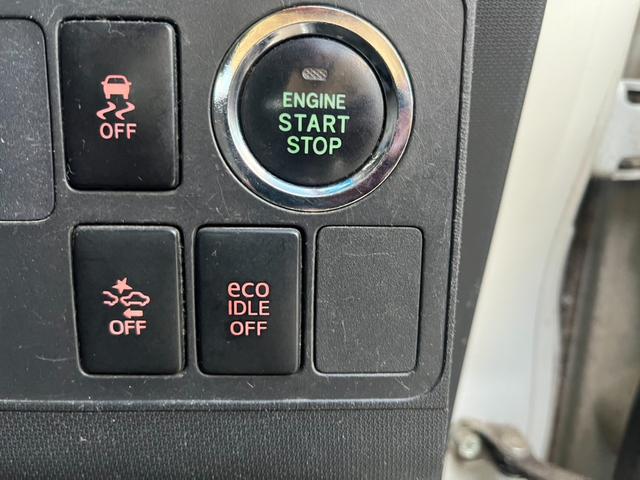 OFF
ENGINE
START
STOP
OFF
eco
IDLE
OFF